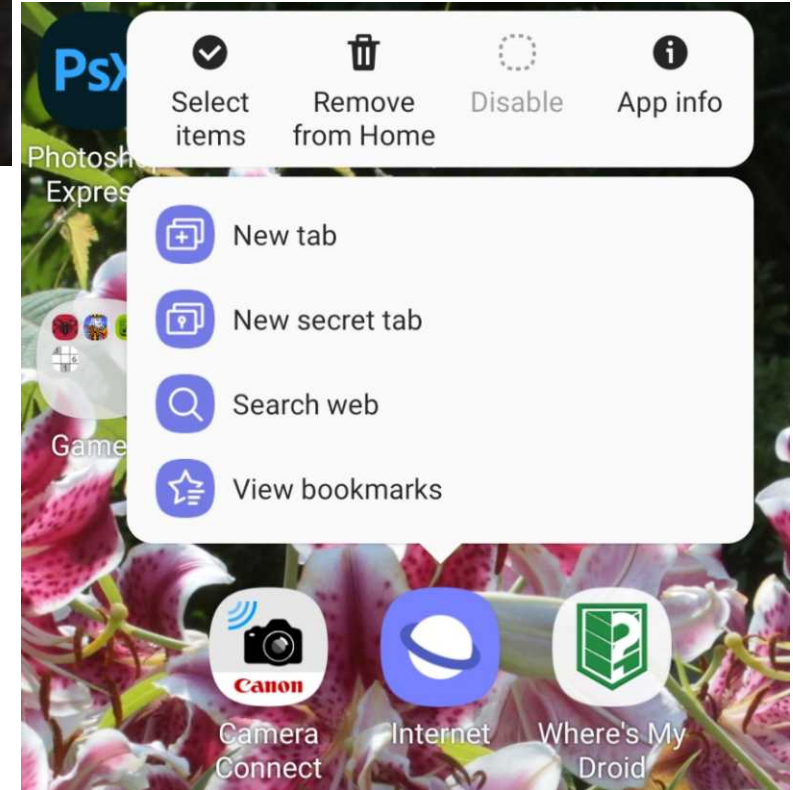 PsX
Select
items
Remove
from Home
Disable
App info
Photosh
Expres
New tab
New secret tab
Search web
View bookmarks
Game
Canon
Camera
Connect
Internet
Where's My
Droid